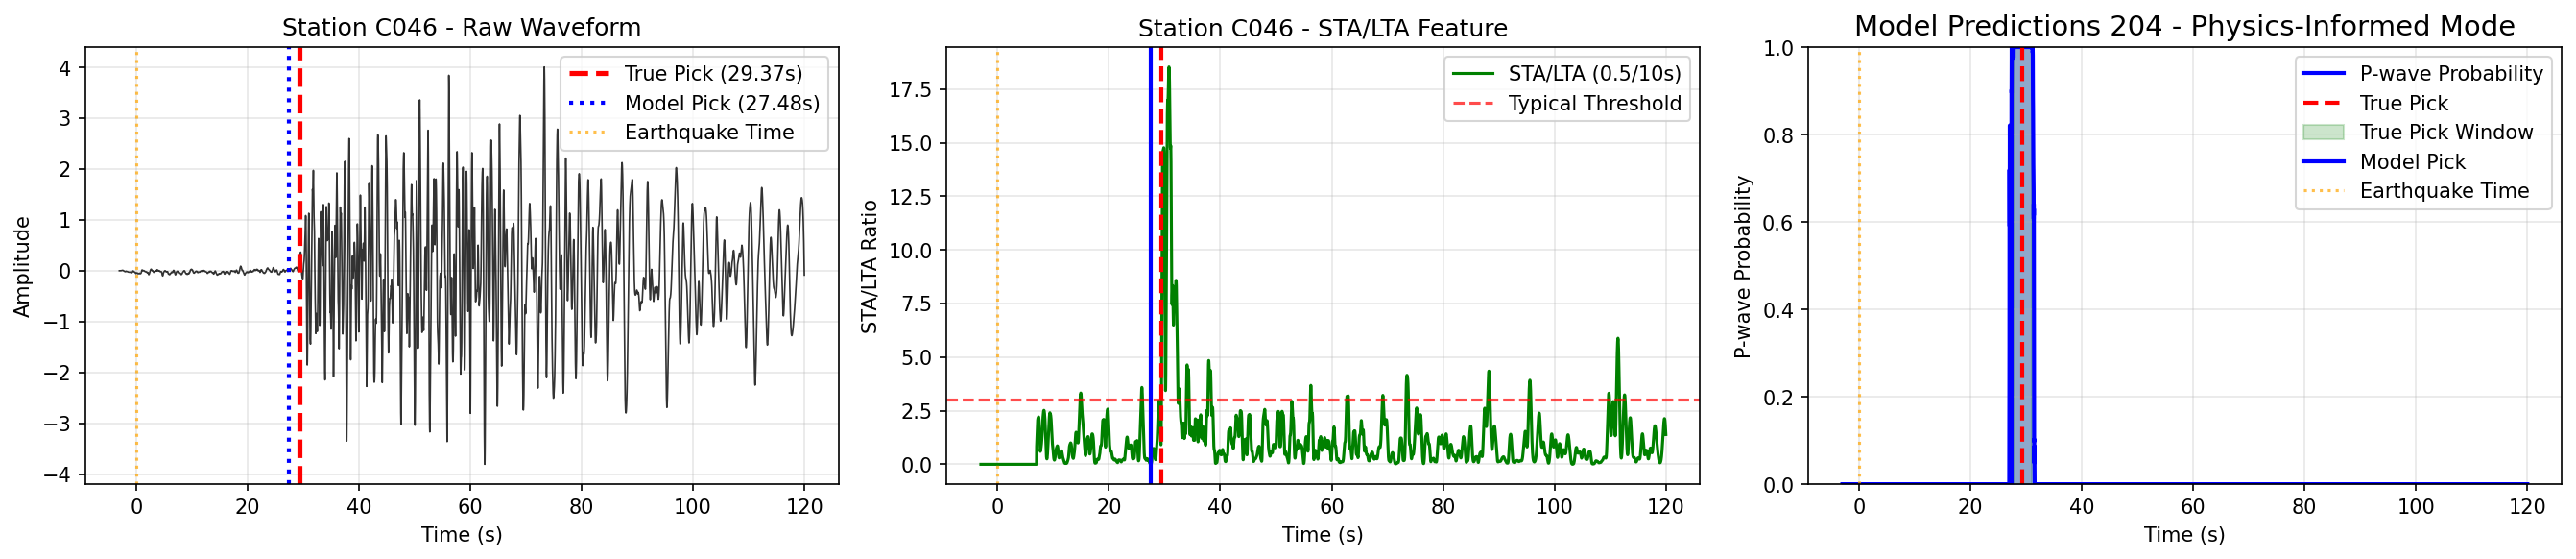 Station C046 - Raw Waveform
True Pick (29.37s)
Model Pick (27.48s)
Earthquake Time
4
3
2
1
0
−1
−2
−3
−4
Amplitude
0
20
40
60
80
100
120
Time (s)
Station C046 - STA/LTA Feature
STA/LTA (0.5/10s)
Typical Threshold
17.5
15.0
12.5
10.0
7.5
5.0
2.5
0.0
STA/LTA Ratio
0
20
40
60
80
100
120
Time (s)
Model Predictions 204 - Physics-Informed Mode
P-wave Probability
True Pick
True Pick Window
Model Pick
Earthquake Time
1.0
0.8
0.6
0.4
0.2
0.0
P-wave Probability
0
20
40
60
80
100
120
Time (s)